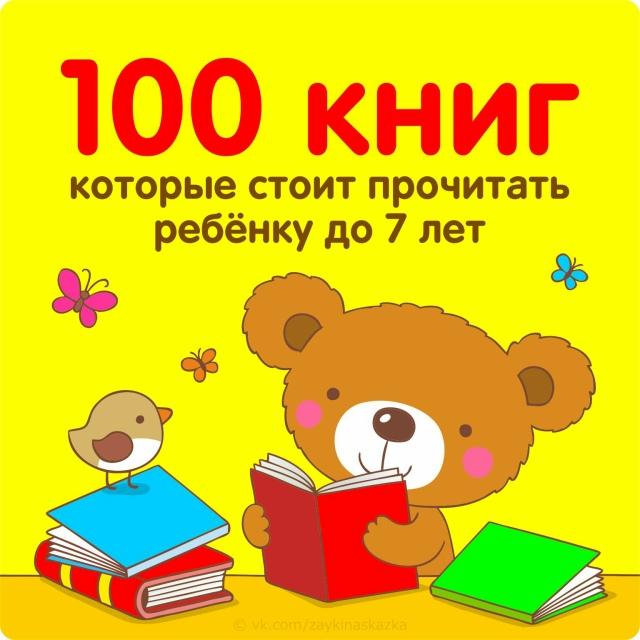 100 книг
которые стоит прочитать
ребёнку до 7 лет
© vk.com/zaykinaskazka